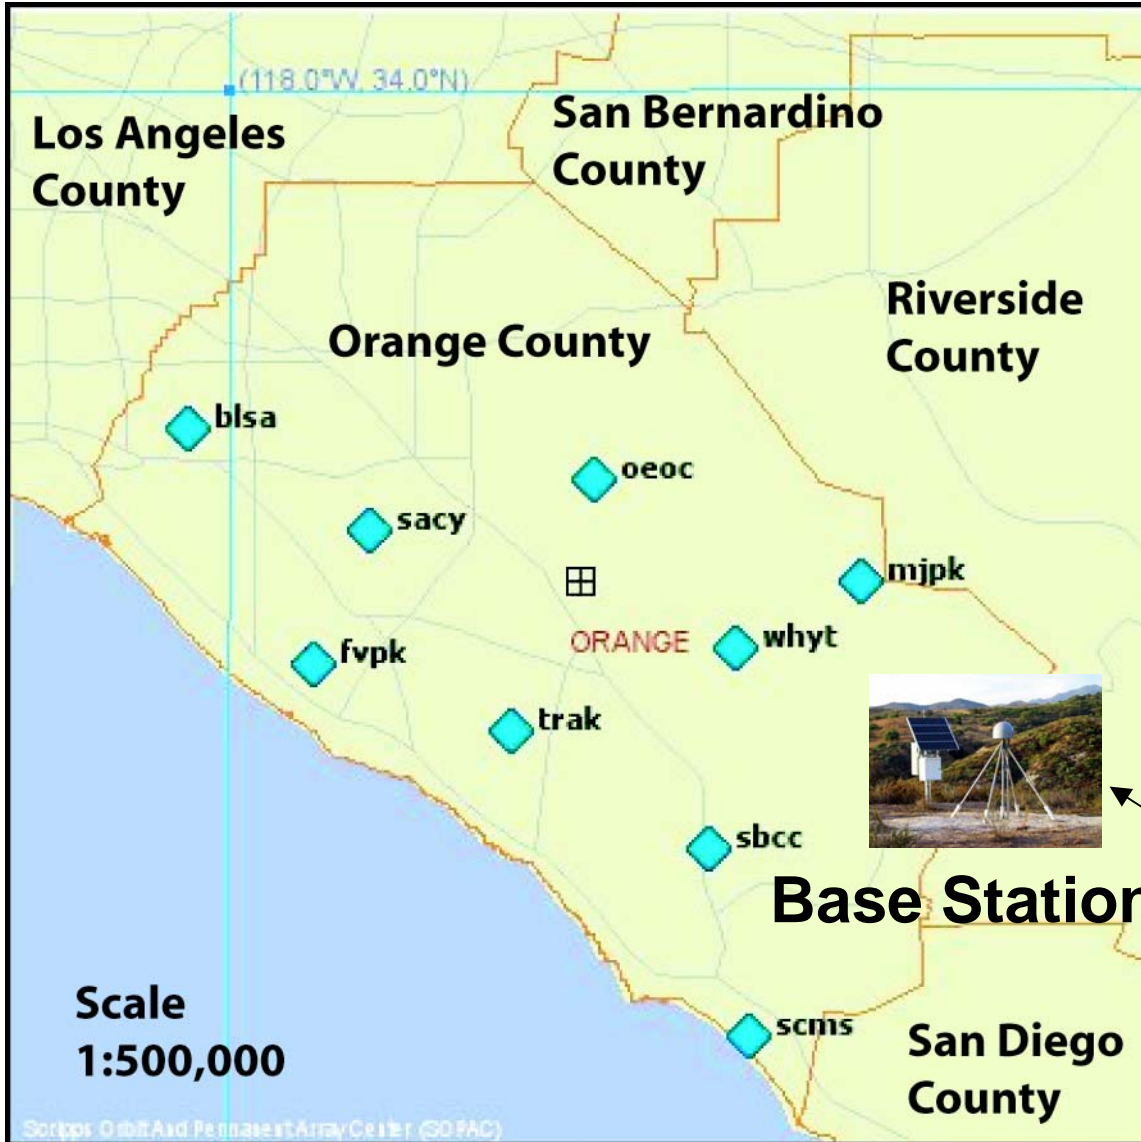 (118.0°W, 34.0°N)
Los Angeles
County
San Bernardino
County
Riverside
County
Orange County
blsa
oeoc
sacy
mjpk
whyt
ORANGE
fvpk
trak
sbcc
Base Station
scms
Scale
1:500,000
San Diego
County
Scripps Orbit And Permanent Array Center (SOPAC)